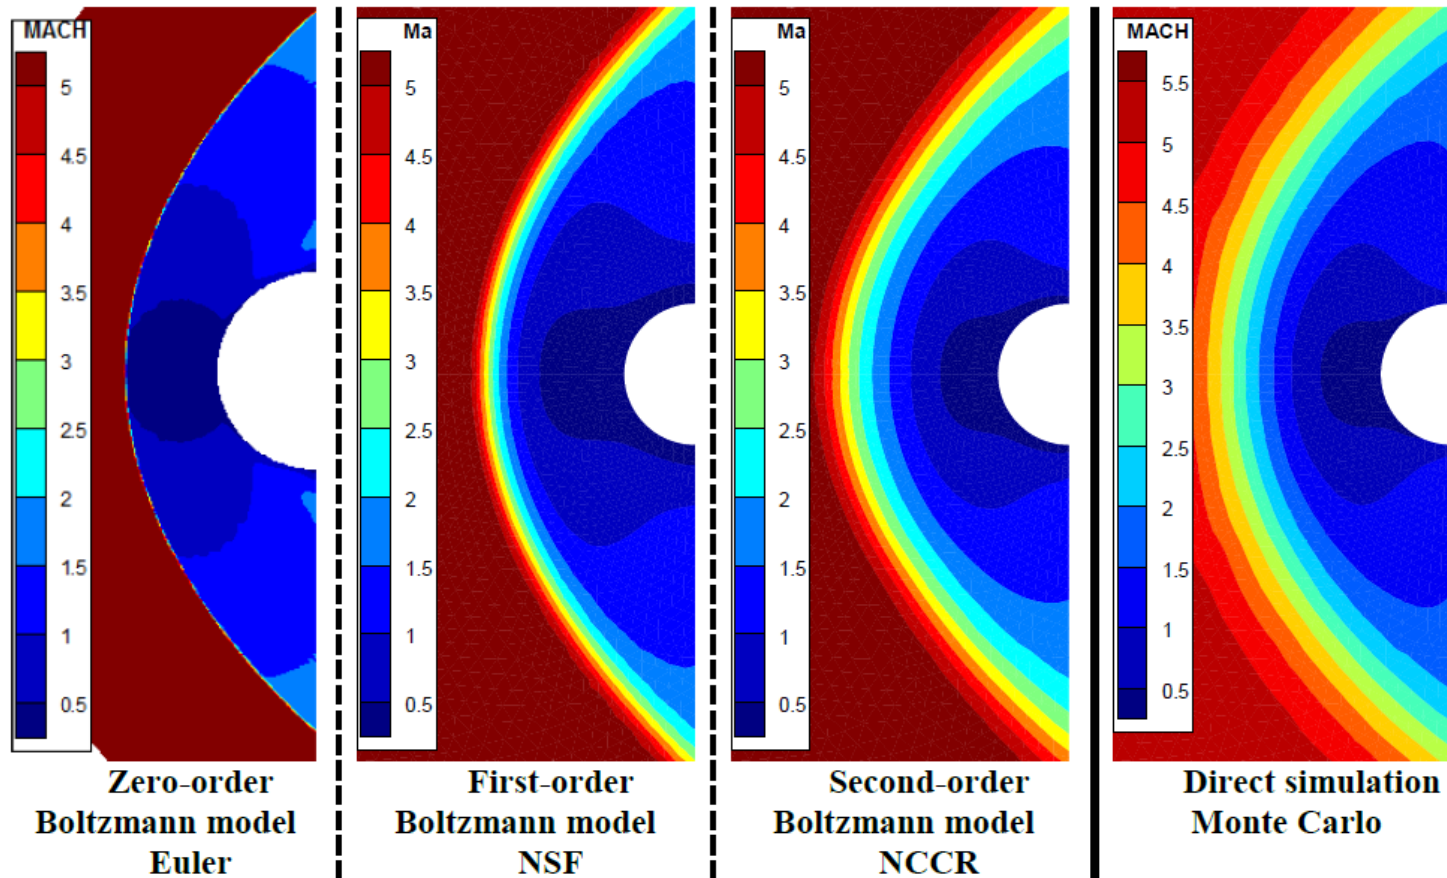 MACH
5
4.5
4
3.5
3
2.5
2
1.5
1
0.5
Zero-order
Boltzmann model
Euler
Ma
5
4.5
4
3.5
3
2.5
2
1.5
1
0.5
First-order
Boltzmann model
NSF
Ma
5
4.5
4
3.5
3
2.5
2
1.5
1
0.5
Second-order
Boltzmann model
NCCR
MACH
5.5
5
4.5
4
3.5
3
2.5
2
1.5
1
0.5
Direct simulation
Monte Carlo